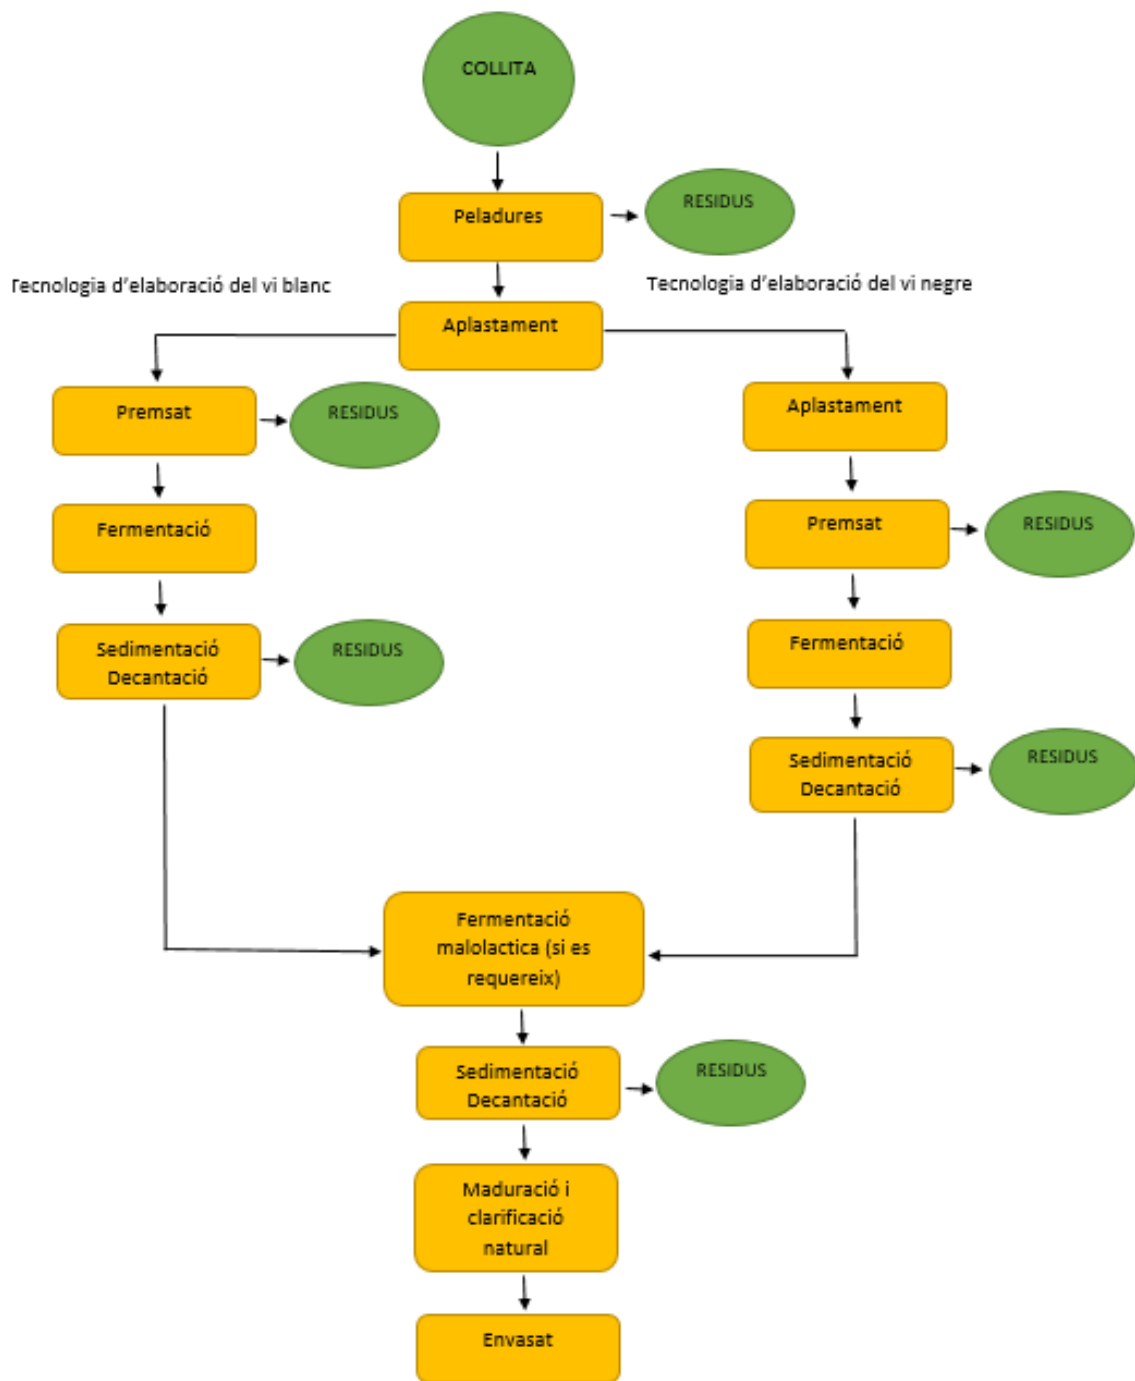 COLLITA
Peladures
RESIDUS
Tecnologia d'elaboració del vi blanc
Tecnologia d'elaboració del vi negre
Aplastament
Premsat
RESIDUS
Fermentació
Sedimentació
Decantació
RESIDUS
Aplastament
Premsat
RESIDUS
Fermentació
Sedimentació
Decantació
RESIDUS
Fermentació
malolactica (si es
requereix)
Sedimentació
Decantació
RESIDUS
Maduració i
clarificació
natural
Envasat